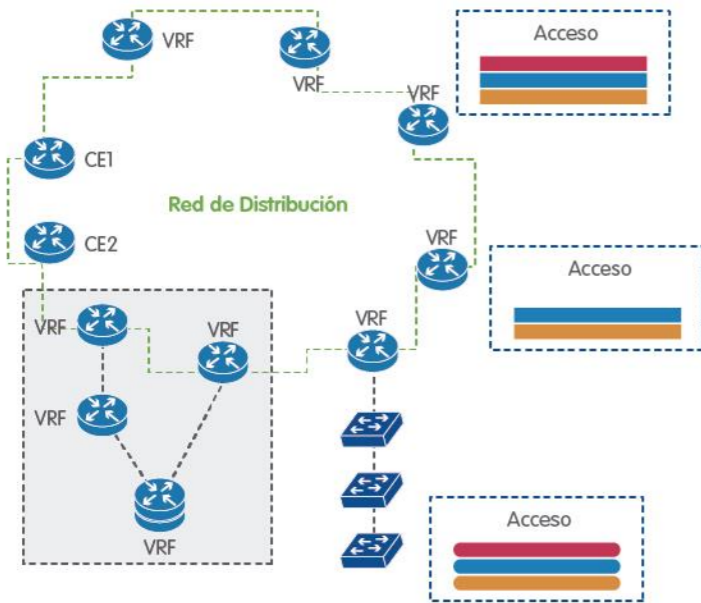 VRF
VRF
VRF
Acceso
CE1
Red de Distribución
CE2
VRF
Acceso
VRF
VRF
VRF
VRF
VRF
Acceso